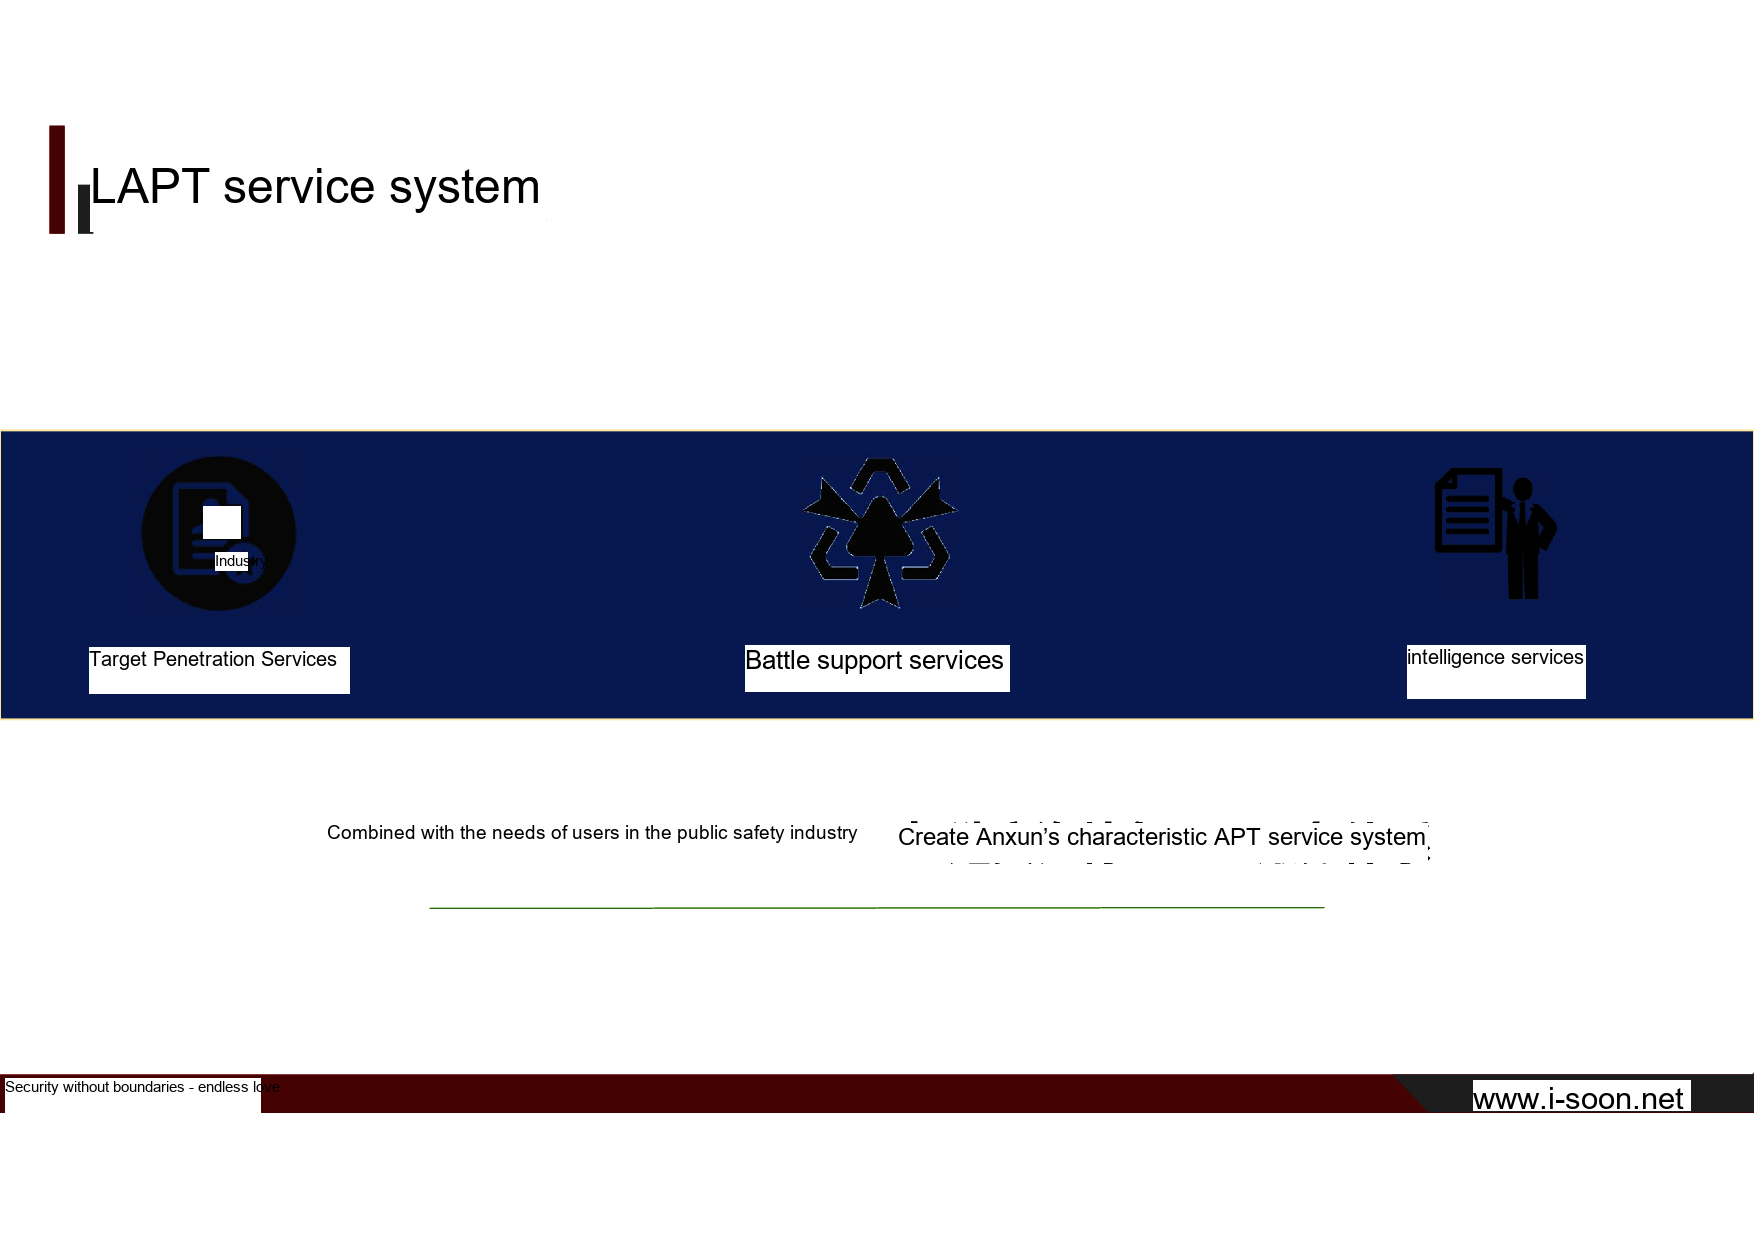 LAPT service system
Industry
Target Penetration Services
Battle support services
intelligence services
Combined with the needs of users in the public safety industry
Create Anxun’s characteristic APT service system
Security without boundaries - endless love
www.i-soon.net